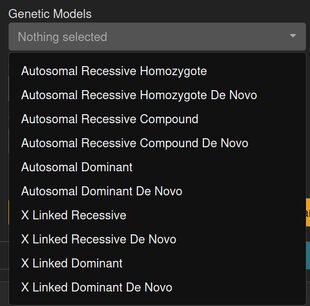 Genetic Models
Nothing selected
Autosomal Recessive Homozygote
Autosomal Recessive Homozygote De Novo
Autosomal Recessive Compound
Autosomal Recessive Compound De Novo
Autosomal Dominant
Autosomal Dominant De Novo
X Linked Recessive
X Linked Recessive De Novo
X Linked Dominant
X Linked Dominant De Novo